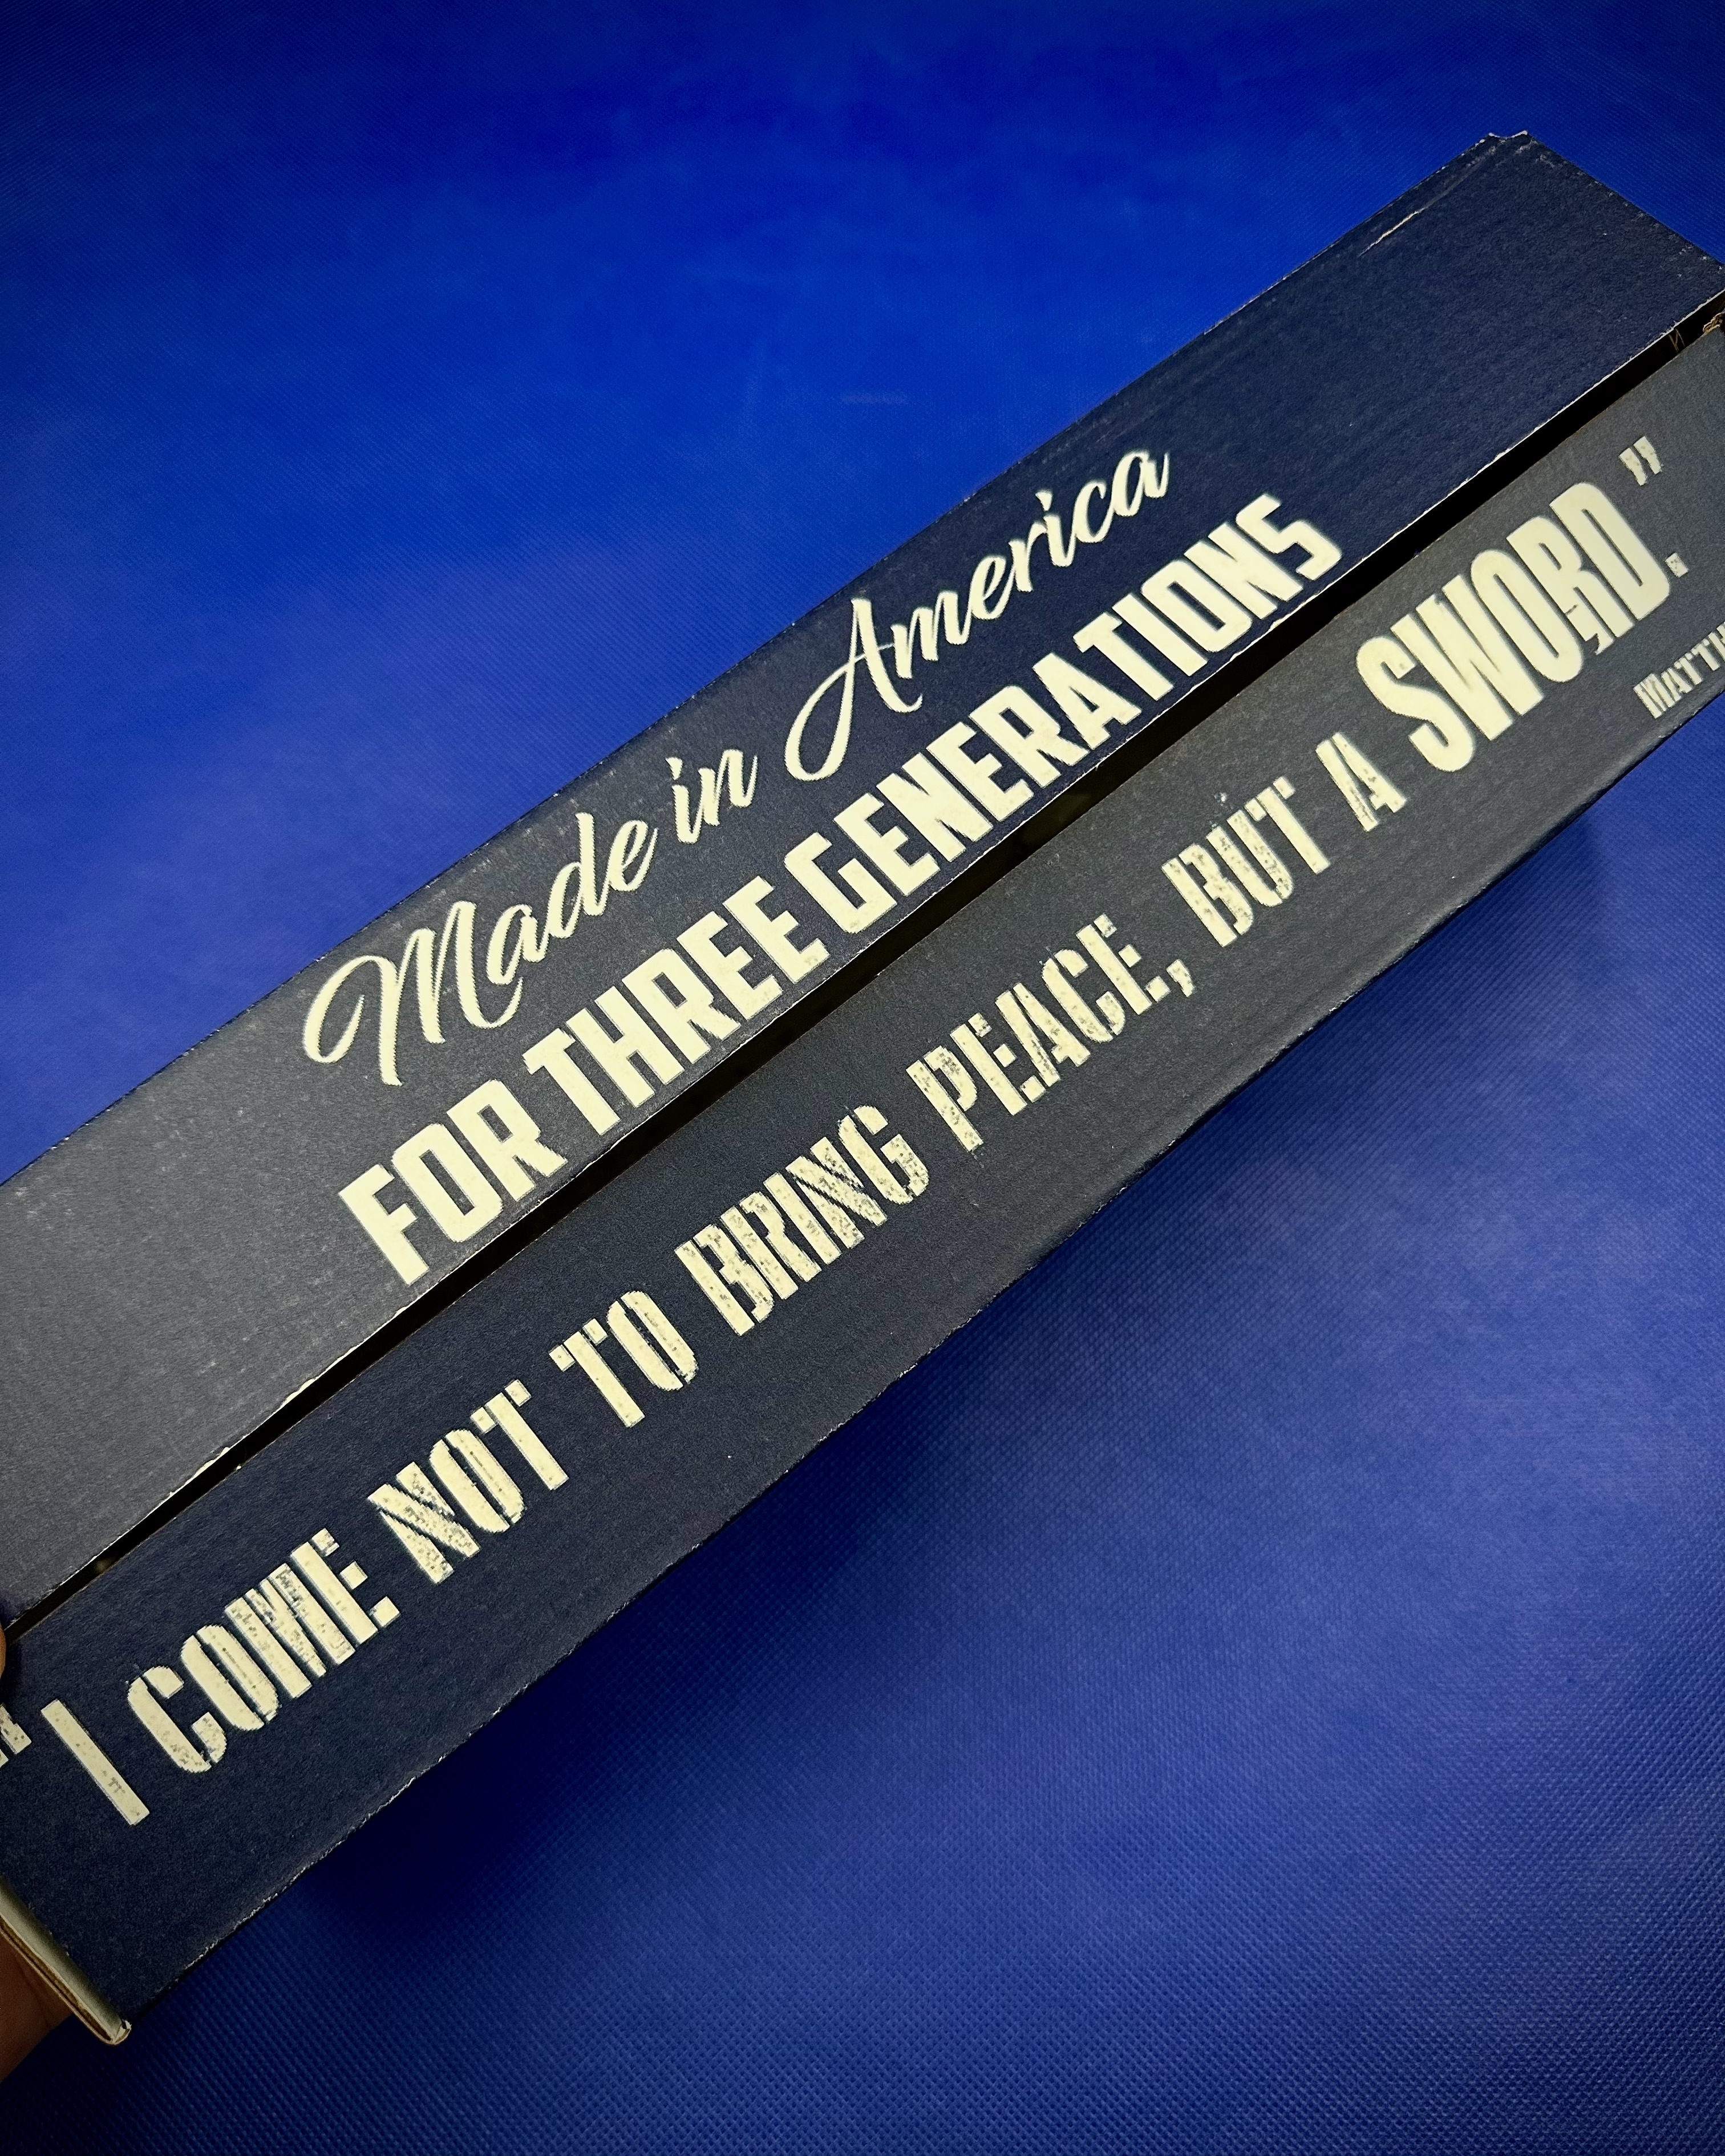 Made in America
FOR THREE GENERATIONS
"I COME NOT TO BRING PEACE, BUT A SWORD."